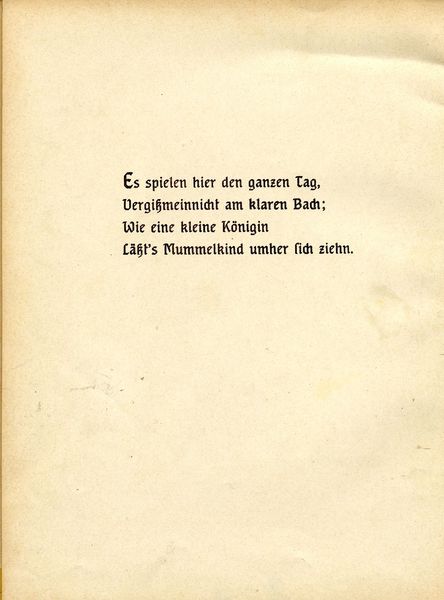 Es spielen hier den ganzen Tag,
Vergißmeinnicht am klaren Bach;
Wie eine kleine Königin
Läßt's Mummelkind umher sich ziehn.